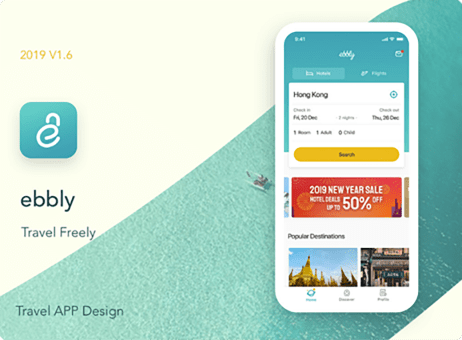 2019 V1.6
ebbly
Travel Freely
Travel APP Design
9:41
ebbly
Hotels
Flights
Hong Kong
Check in
Check out
Fri, 20 Dec
Thu, 26 Dec
1 Room 1 Adult 0 Child
Search
2019 NEW YEAR SALE
HOTEL DEALS
UP TO 50% OFF
Popular Destinations
Home
Discover
Profile